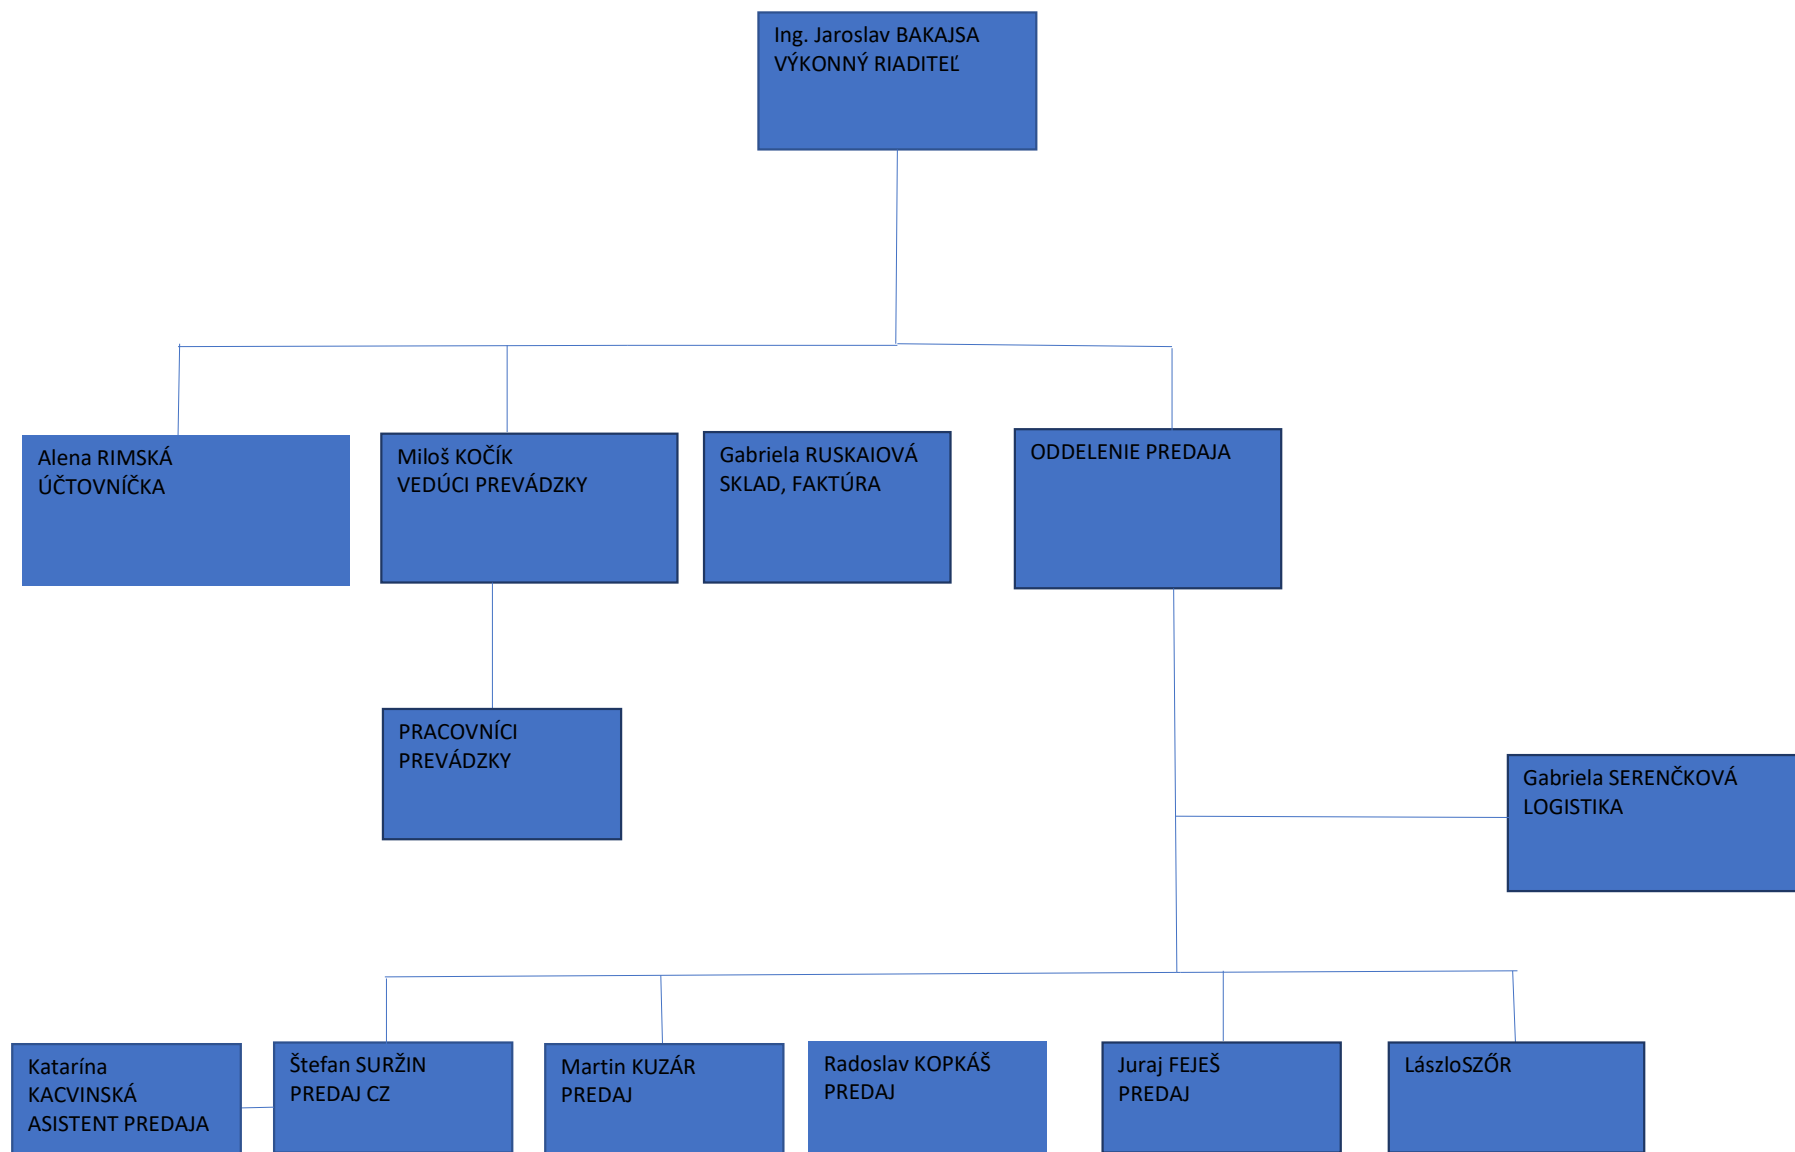 Ing. Jaroslav BAKAJSA
VÝKONNÝ RIADITEĽ
Alena RIMSKÁ
ÚČTOVNÍČKA
Miloš KOČÍK
VEDÚCI PREVÁDZKY
Gabriela RUSKAIOVÁ
SKLAD, FAKTÚRA
ODDELENIE PREDAJA
PRACOVNÍCI
PREVÁDZKY
Gabriela SERENČKOVÁ
LOGISTIKA
Katarína
KACVINSKÁ
ASISTENT PREDAJA
Štefan SURŽIN
PREDAJ CZ
Martin KUZÁR
PREDAJ
Radoslav KOPKÁŠ
PREDAJ
Juraj FEJEŠ
PREDAJ
LászloSZŐR